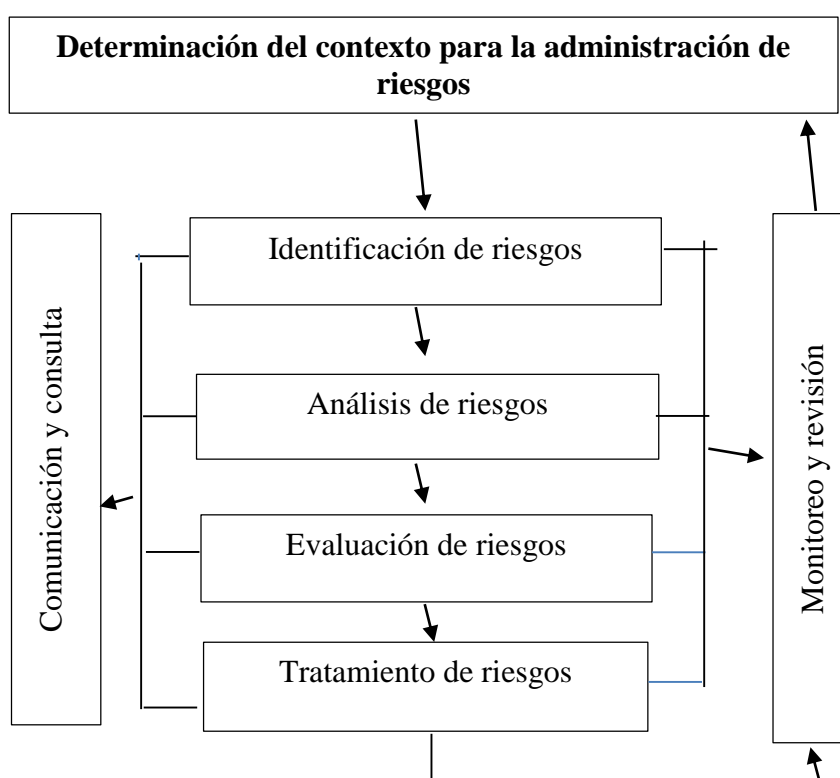 Determinación del contexto para la administración de
riesgos
Identificación de riesgos
Comunicación y consulta
Análisis de riesgos
Monitoreo y revisión
Evaluación de riesgos
Tratamiento de riesgos